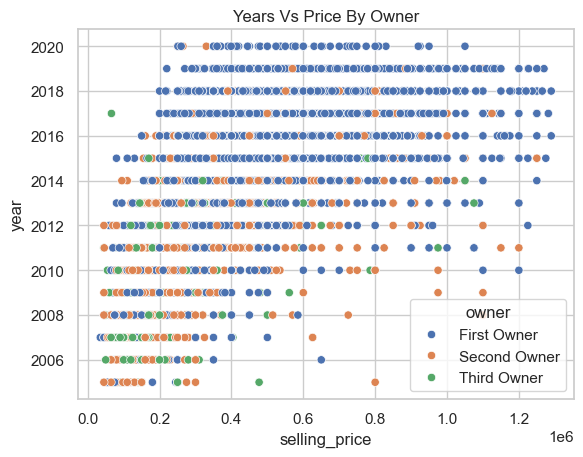 Years Vs Price By Owner
2020
2018
2016
2014
2012
2010
2008
2006
year
owner
First Owner
Second Owner
Third Owner
0.0 0.2 0.4 0.6 0.8 1.0 1.2
1e6
selling_price